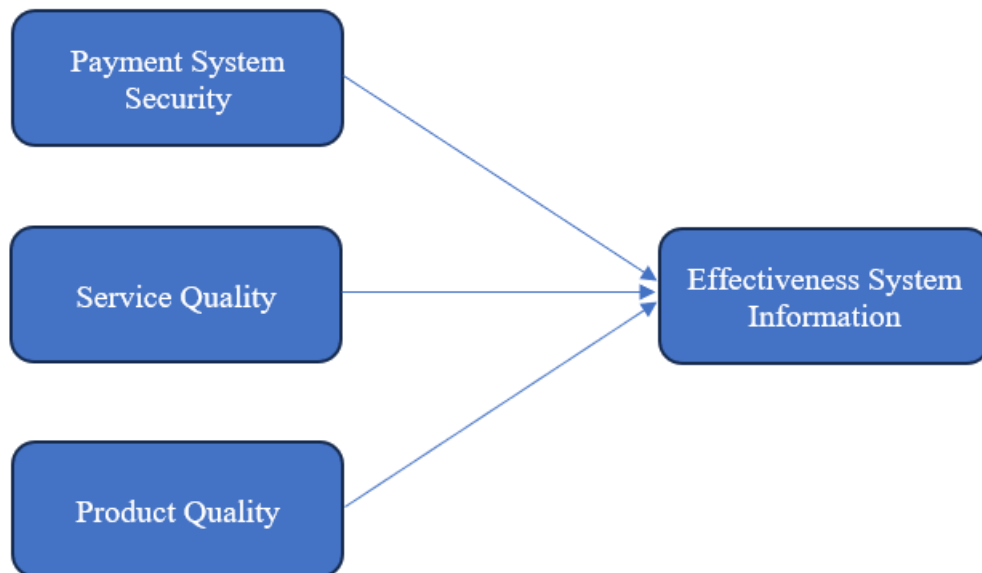 Payment System
Security
Service Quality
Product Quality
Effectiveness System
Information